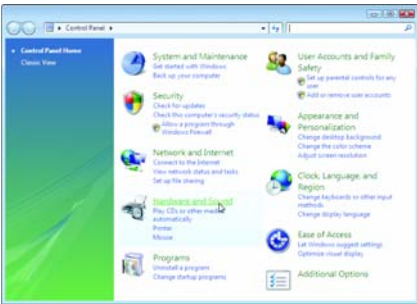 Control Panel
Control Panel Home
Classic View
System and Maintenance
Get started with Windows
Back up your computer
Security
Check for updates
Check this computer's security status
Allow a program through
Windows Firewall
Network and Internet
Connect to the Internet
View network status and tasks
Set up file sharing
Hardware and Sound
Play CDs or other media
automatically
Printer
Mouse
Programs
Uninstall a program
Change startup programs
User Accounts and Family
Safety
Set up parental controls for any
user
Add or remove user accounts
Appearance and
Personalization
Change desktop background
Change the color scheme
Adjust screen resolution
Clock, Language, and
Region
Change keyboards or other input
methods
Change display language
Ease of Access
Let Windows suggest settings
Optimize visual display
Additional Options